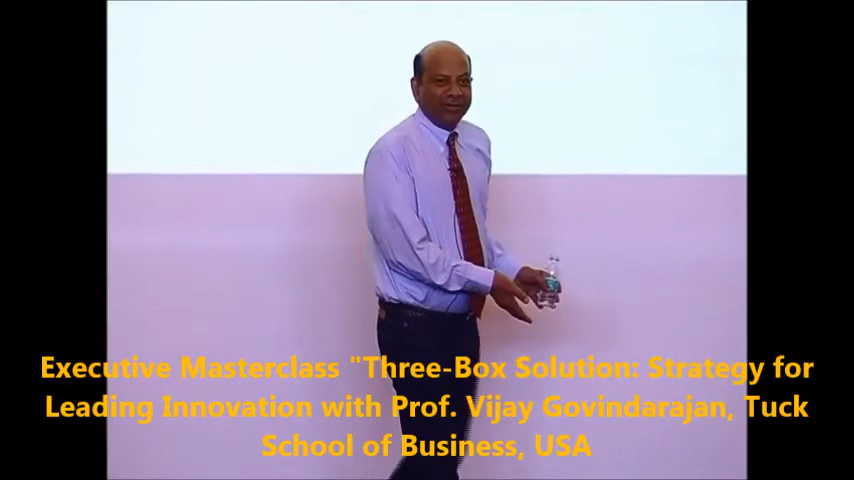 Executive Masterclass "Three-Box Solution: Strategy for
Leading Innovation with Prof. Vijay Govindarajan, Tuck
School of Business, USA